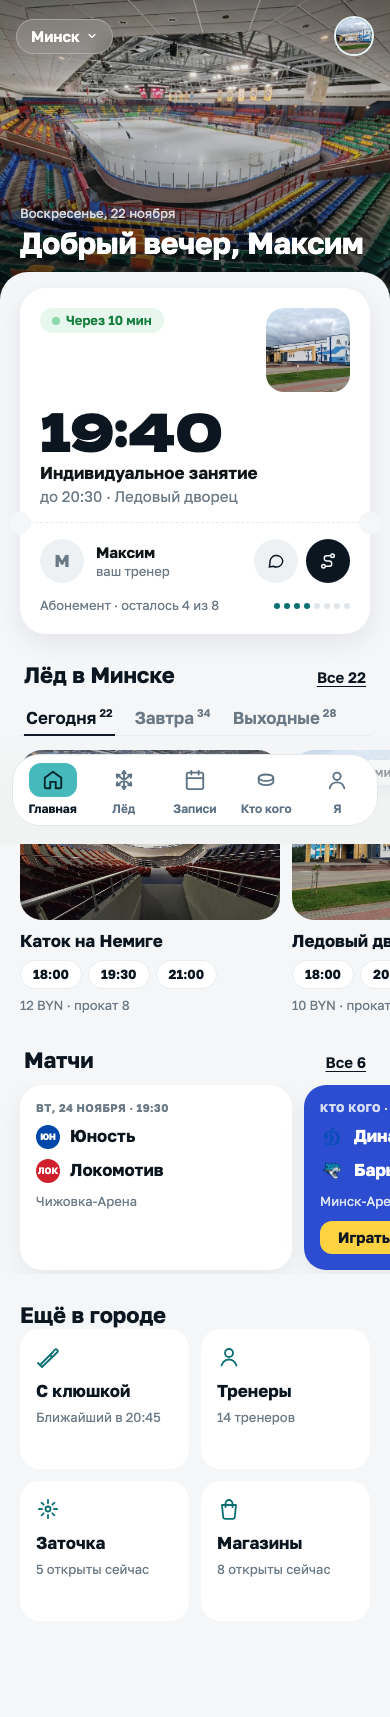 Минск
Воскресенье, 22 ноября
Добрый вечер, Максим
Через 10 мин
19:40
Индивидуальное занятие
до 20:30 · Ледовый дворец
М
Максим
ваш тренер
Абонемент · осталось 4 из 8
Лёд в Минске
Все 22
Сегодня 22
Завтра 34
Выходные 28
Главная
Лёд
Записи
Кто кого
Я
Каток на Немиге
Ледовый дв
18:00
19:30
21:00
18:00
20
12 BYN · прокат 8
10 BYN · прокат
Матчи
Все 6
ВТ, 24 НОЯБРЯ · 19:30
ЮН
Юность
ЛОК
Локомотив
Чижовка-Арена
КТО КОГО ·
Дина
Бары
Минск-Аре
Играть
Ещё в городе
С клюшкой
Ближайший в 20:45
Тренеры
14 тренеров
Заточка
5 открыты сейчас
Магазины
8 открыты сейчас